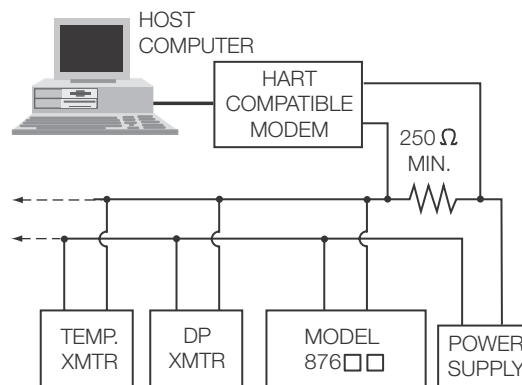 HOST
COMPUTER
HART
COMPATIBLE
MODEM
250 Ω
MIN.
TEMP.
XMTR
DP
XMTR
MODEL
876□□
POWER
SUPPLY